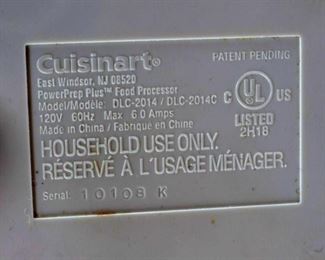 Cuisinart®
PATENT PENDING
East Windsor, NJ 08520
PowerPrep Plus™ Food Processor
Model/Modèle: DLC-2014 / DLC-2014C
120V 60Hz Max 6.0 Amps
Made in China / Fabriqué en Chine
C UL US
LISTED
2H18
HOUSEHOLD USE ONLY.
RÉSERVÉ À L'USAGE MÉNAGER.
Serial: 10108 K